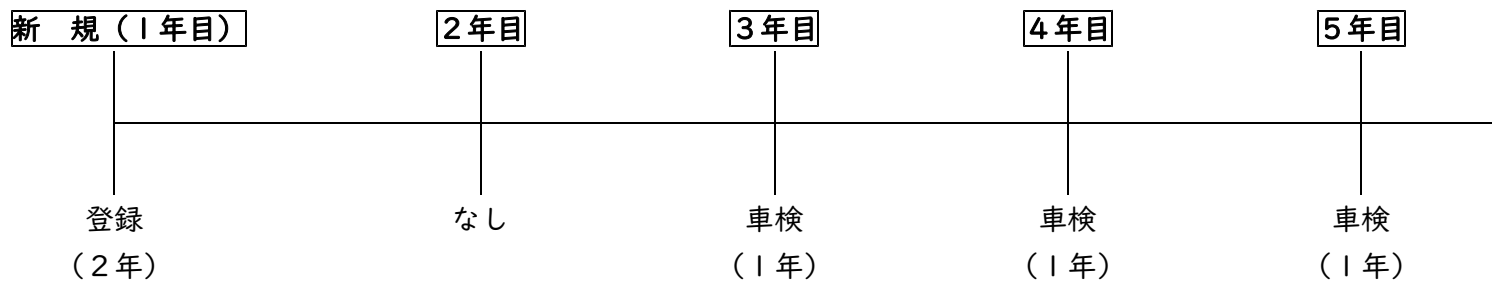 新　規（１年目）
２年目
３年目
４年目
５年目
登録
（２年）
なし
車検
（１年）
車検
（１年）
車検
（１年）